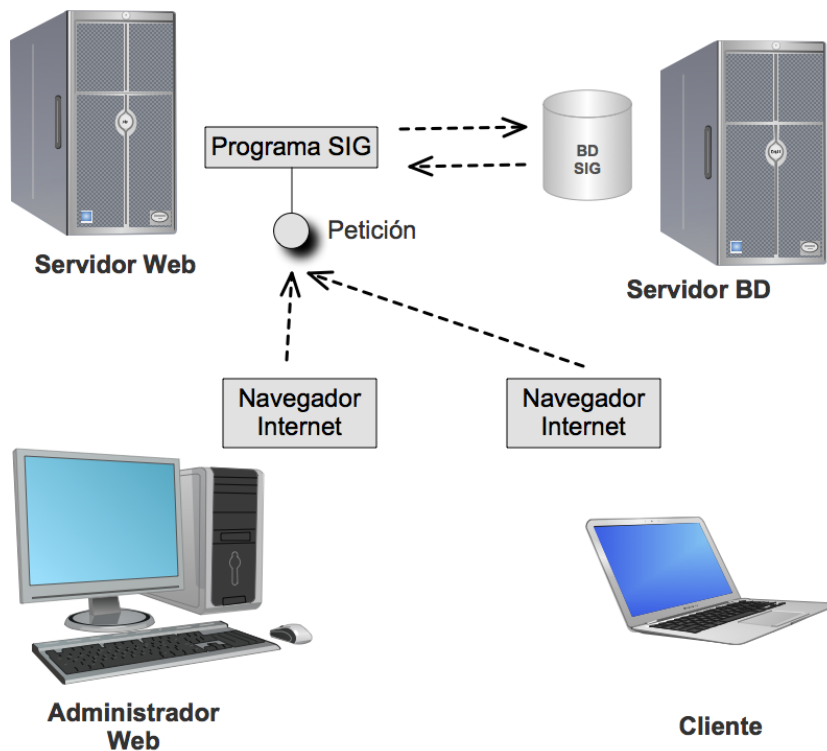 Programa SIG
BD
SIG
Petición
Servidor Web
Servidor BD
Navegador
Internet
Navegador
Internet
Administrador
Web
Cliente